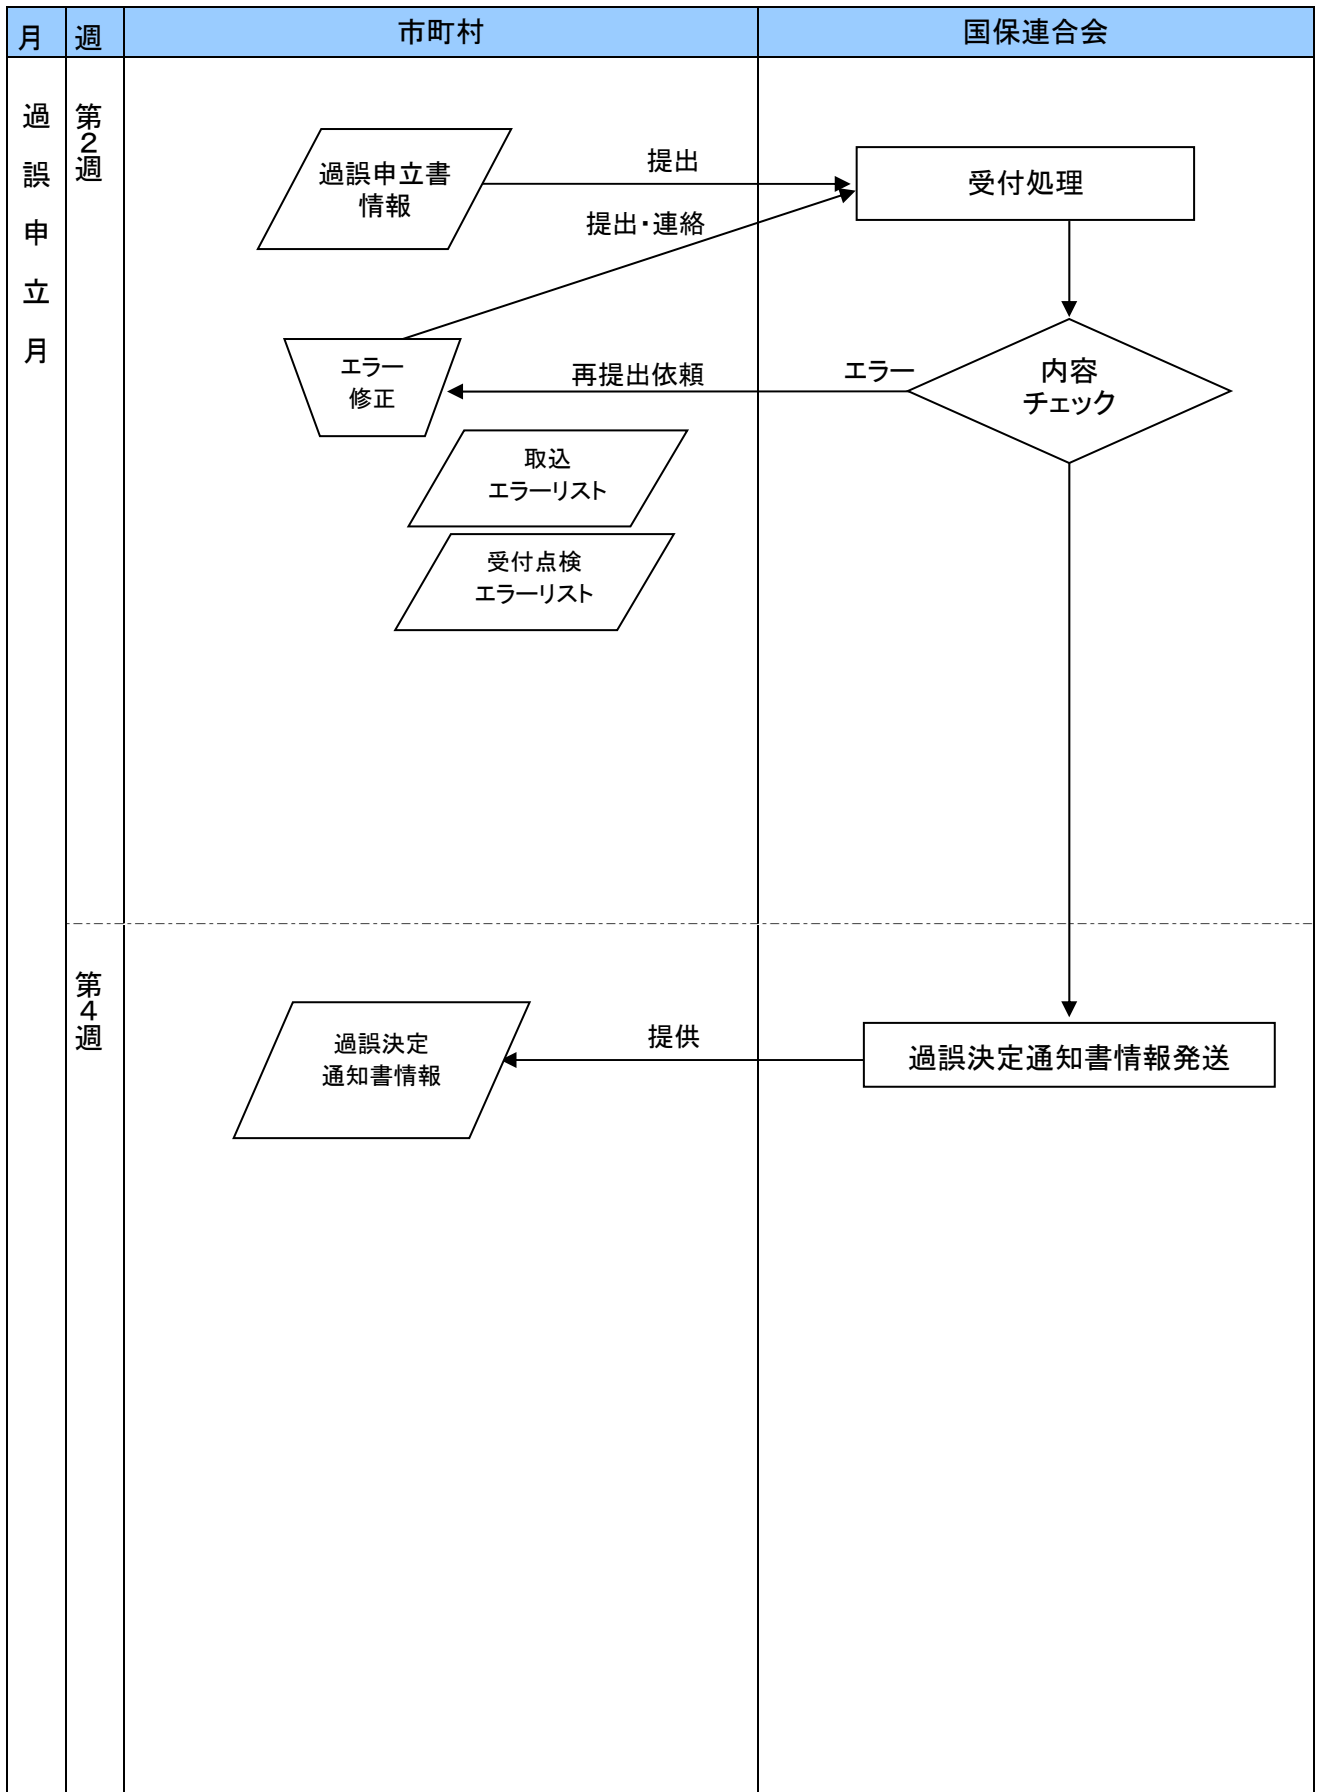 月 週 市町村 国保連合会
過誤申立月
第2週
過誤申立書
情報
提出
受付処理
提出・連絡
エラー
修正
再提出依頼
エラー
内容
チェック
取込
エラーリスト
受付点検
エラーリスト
第4週
過誤決定
通知書情報
提供
過誤決定通知書情報発送